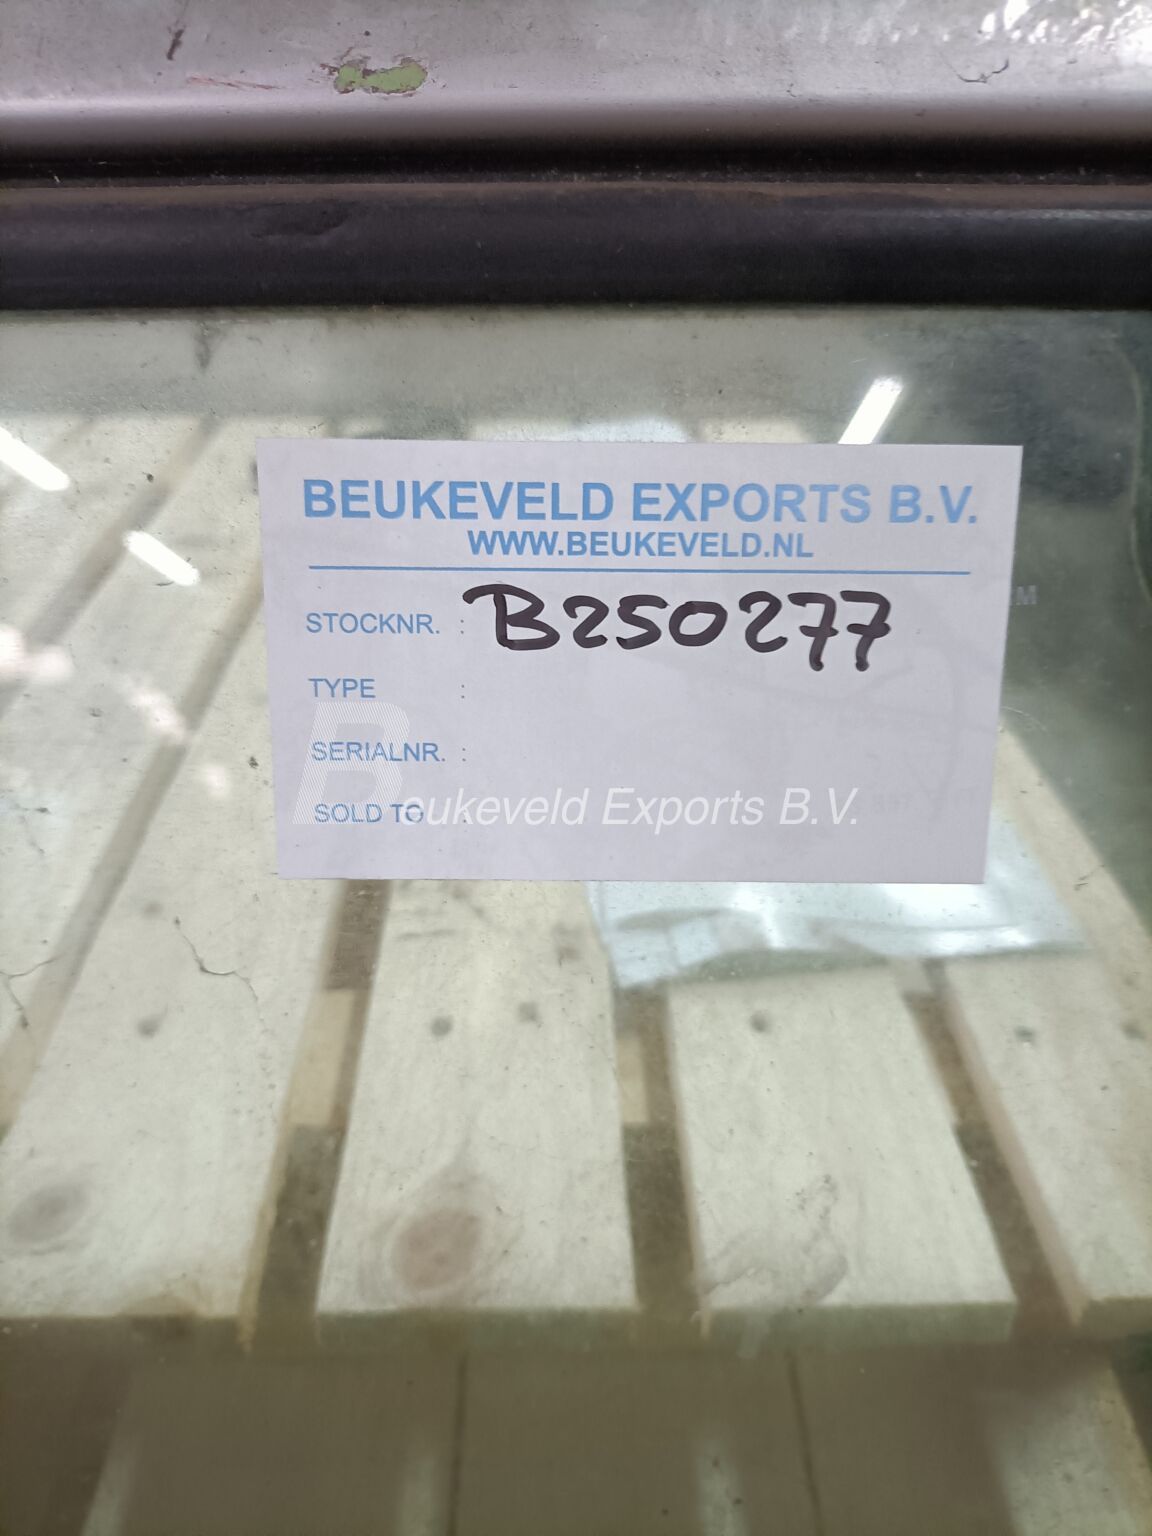 BEUKEVELD EXPORTS B.V.
WWW.BEUKEVELD.NL
STOCKNR. : B250277
TYPE :
SERIALNR. :
SOLD TO :
Beukeveld Exports B.V.